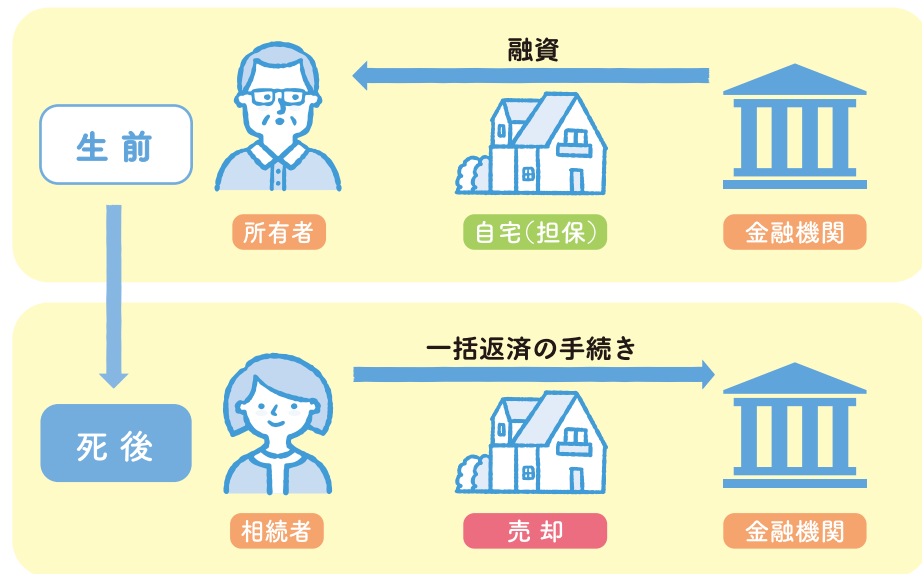 融資
生前
所有者
自宅(担保)
金融機関
一括返済の手続き
死後
相続者
売却
金融機関